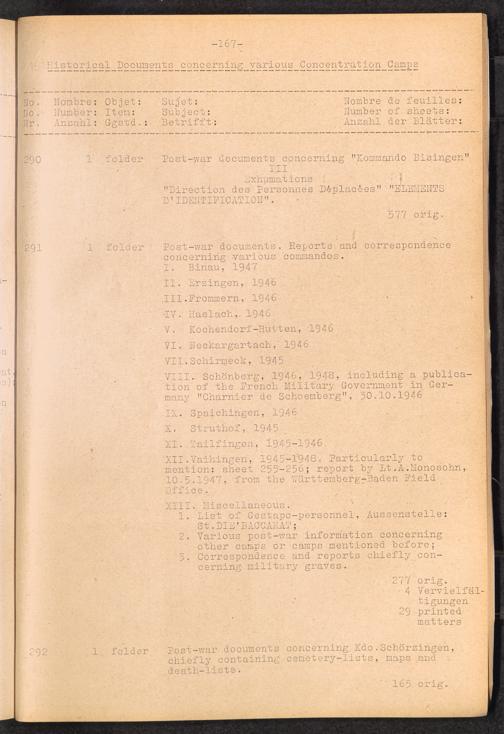 -167-
Historical Documents concerning various Concentration Camps
No. Nombre: Objet: Sujet: Nombre de feuilles:
No. Number: Item: Subject: Number of sheets:
Nr. Anzahl: Ggstd.: Betrifft: Anzahl der Blätter:
290 1 folder Post-war documents concerning "Kommando Bisingen"
III
Exhumations
"Direction des Personnes Déplacées" "ELEMENTS
D'IDENTIFICATION".
577 orig.
291 1 folder Post-war documents. Reports and correspondence
concerning various commandos.
I. Binau, 1947
II. Erzingen, 1946
III.Frommern, 1946
IV. Haslach, 1946
V. Kochendorf-Hutten, 1946
VI. Neckargartach, 1946
VII.Schirmeck, 1945
VIII. Schönberg, 1946, 1948, including a publica-
tion of the French Military Government in Ger-
many "Charnier de Schoemberg", 30.10.1946
IX. Spaichingen, 1946
X. Struthof, 1945
XI. Tailfingen, 1945-1946
XII.Vaihingen, 1945-1948. Particularly to
mention: sheet 255-256; report by Lt.A.Monosohn,
10.5.1947, from the Württemberg-Baden Field
Office.
XIII. Miscellaneous.
1. List of Gestapo-personnel, Aussenstelle:
St.DIE'BACCARAT;
2. Various post-war information concerning
other camps or camps mentioned before;
3. Correspondence and reports chiefly con-
cerning military graves.
277 orig.
4 Vervielfäl-
tigungen
29 printed
matters
292 1 folder Post-war documents concerning Kdo.Schörzingen,
chiefly containing cemetery-lists, maps and
death-lists.
165 orig.